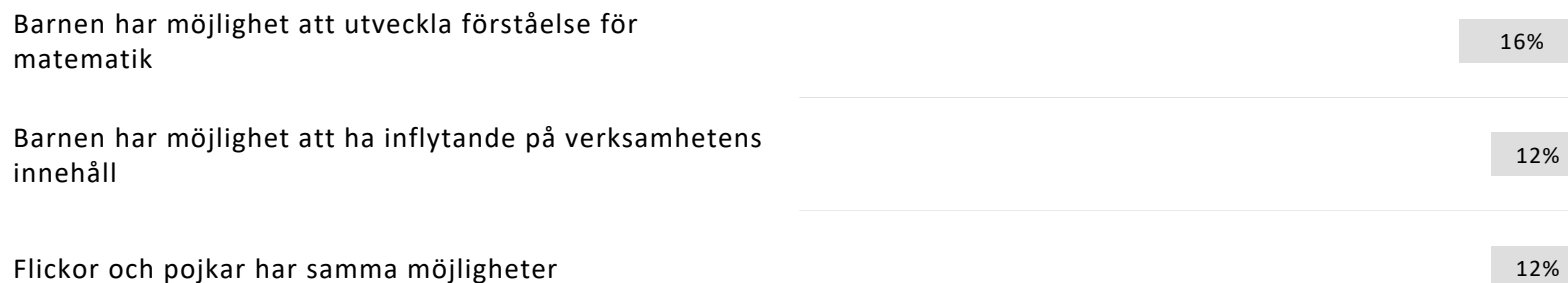 Barnen har möjlighet att utveckla förståelse för
matematik
16%
Barnen har möjlighet att ha inflytande på verksamhetens
innehåll
12%
Flickor och pojkar har samma möjligheter
12%